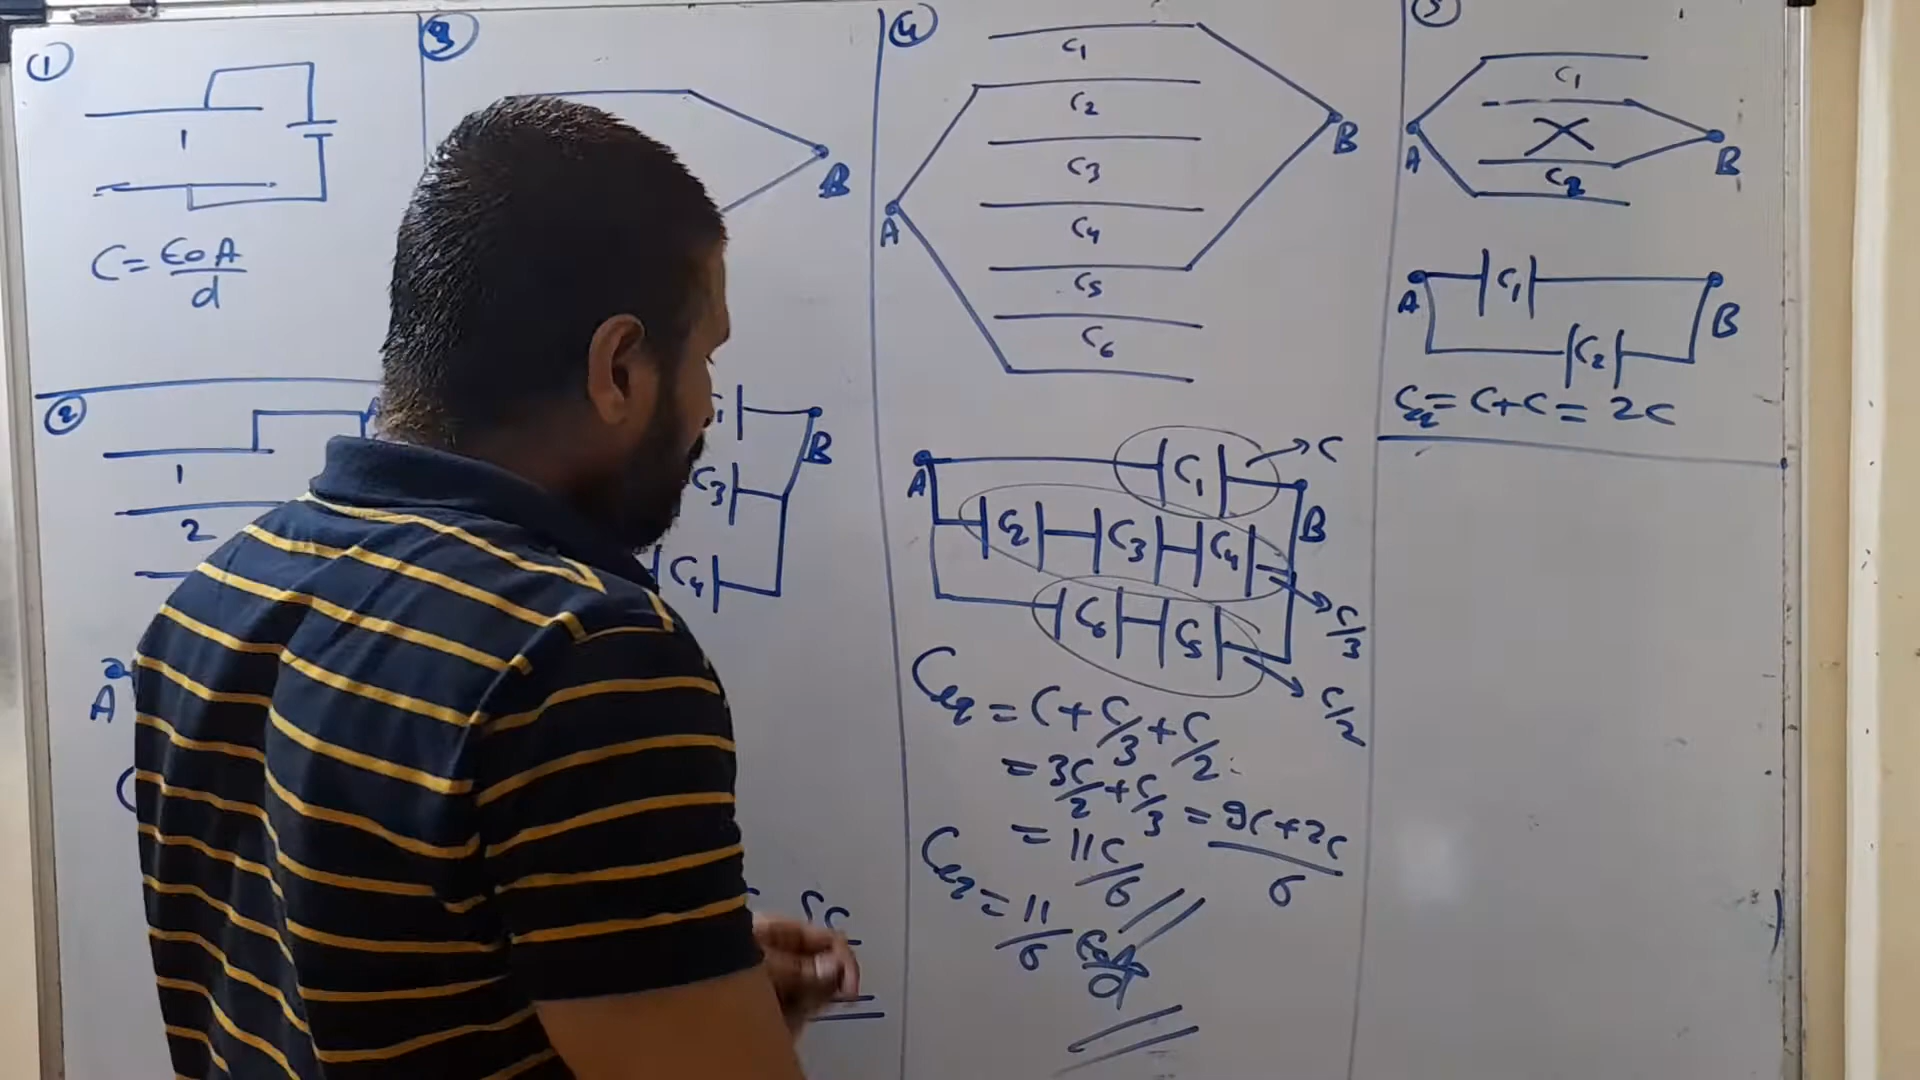 ①
1
C = ε0A/d
②
1
2
A
③
B
C3
B
C4
④
C1
C2
C3
C4
C5
C6
A
B
A
C1
→ C
C2 C3 C4
B
→ C/3
C6 C5
→ C/2
Ceq = C + C/3 + C/2
= 3C/2 + C/3 = 9C+2C/6
= 11C/6
Ceq = 11/6 ε0A/d
⑤
C1
A
C2
B
A
C1
B
C2
Ceq = C+C = 2C